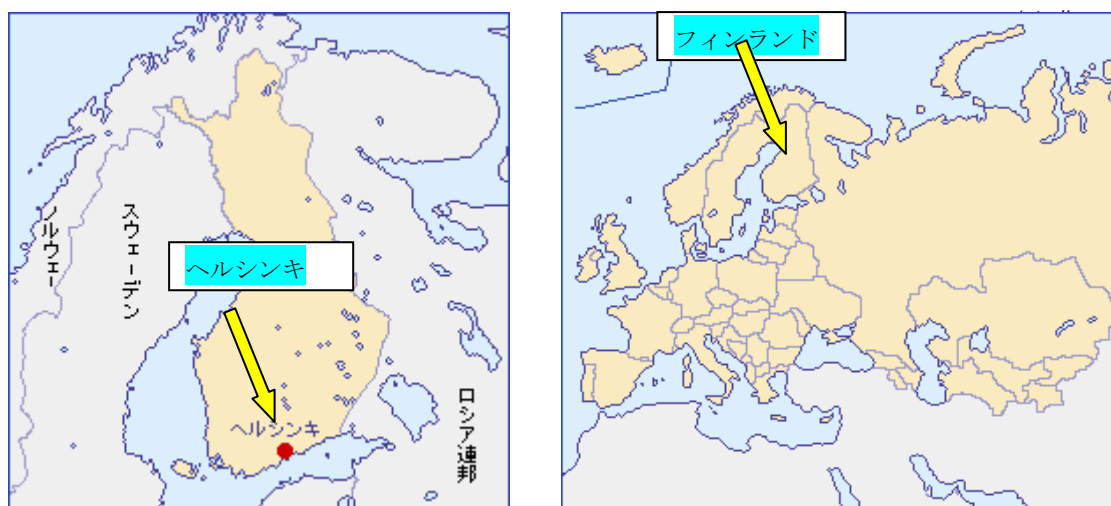 ノルウェー
スウェーデン
ヘルシンキ
ヘルシンキ
ロシア連邦
フィンランド